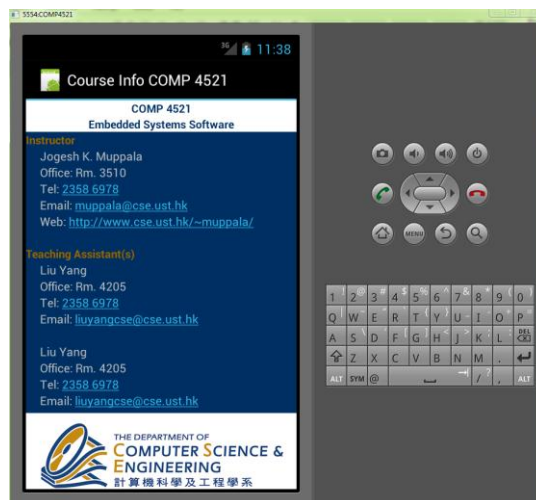 5554:COMP4521
3G 11:38
Course Info COMP 4521
COMP 4521
Embedded Systems Software
Instructor
Jogesh K. Muppala
Office: Rm. 3510
Tel: 2358 6978
Email: muppala@cse.ust.hk
Web: http://www.cse.ust.hk/~muppala/
Teaching Assistant(s)
Liu Yang
Office: Rm. 4205
Tel: 2358 6978
Email: liuyangcse@cse.ust.hk
Liu Yang
Office: Rm. 4205
Tel: 2358 6978
Email: liuyangcse@cse.ust.hk
THE DEPARTMENT OF
COMPUTER SCIENCE &
ENGINEERING
計算機科學及工程學系
MENU
1 ! 2 @ 3 # 4 $ 5 % 6 ^ 7 & 8 * 9 ( 0 )
Q W E R T Y U I O P
A S D F G H J K L DEL
Z X C V B N M .
ALT SYM @ / ? , ALT